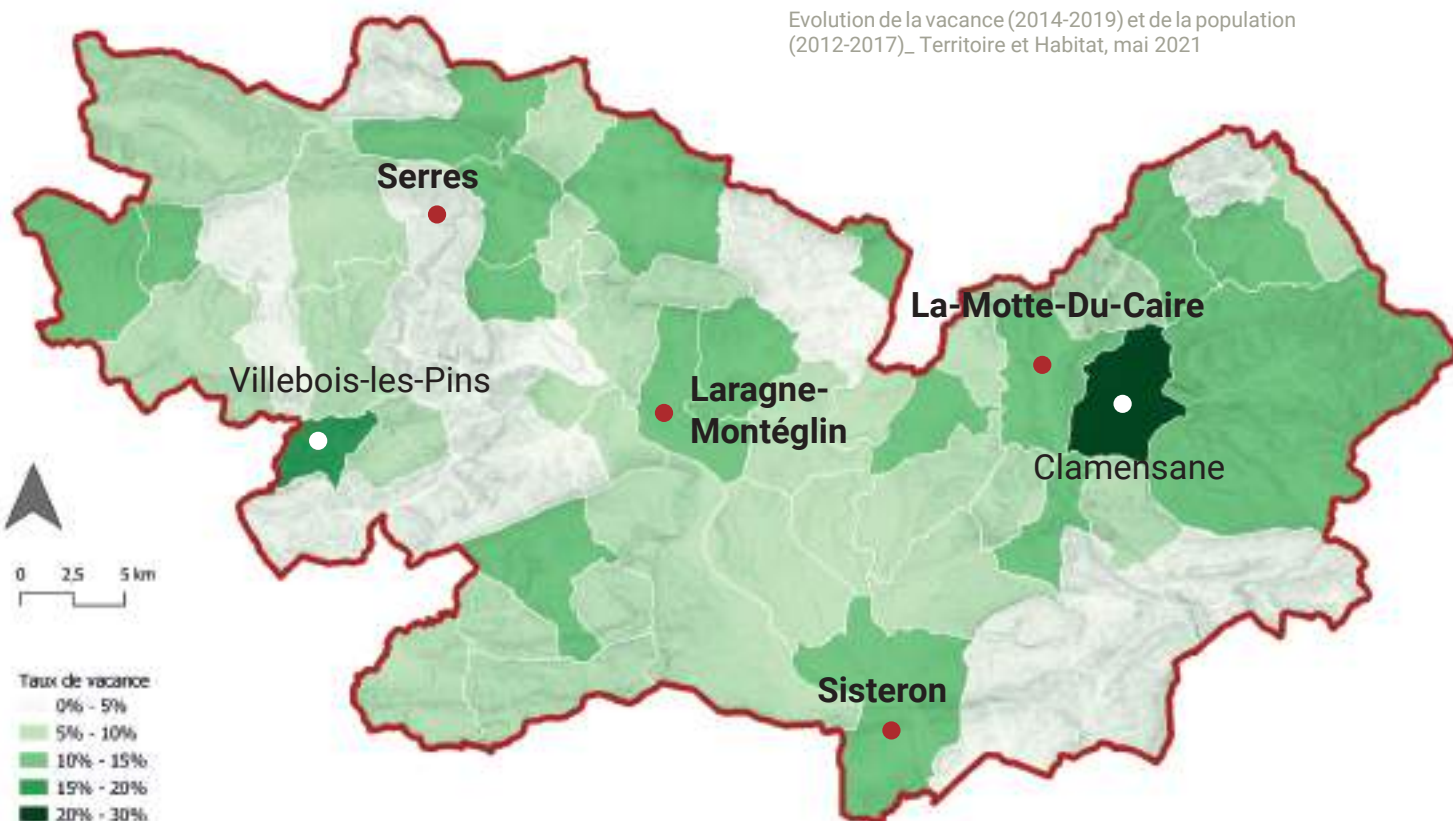 Evolution de la vacance (2014-2019) et de la population
(2012-2017)_ Territoire et Habitat, mai 2021
Serres
La-Motte-Du-Caire
Villebois-les-Pins
Laragne-
Montéglin
Clamensane
0 2,5 5 km
Sisteron
Taux de vacance
0% - 5%
5% - 10%
10% - 15%
15% - 20%
20% - 30%